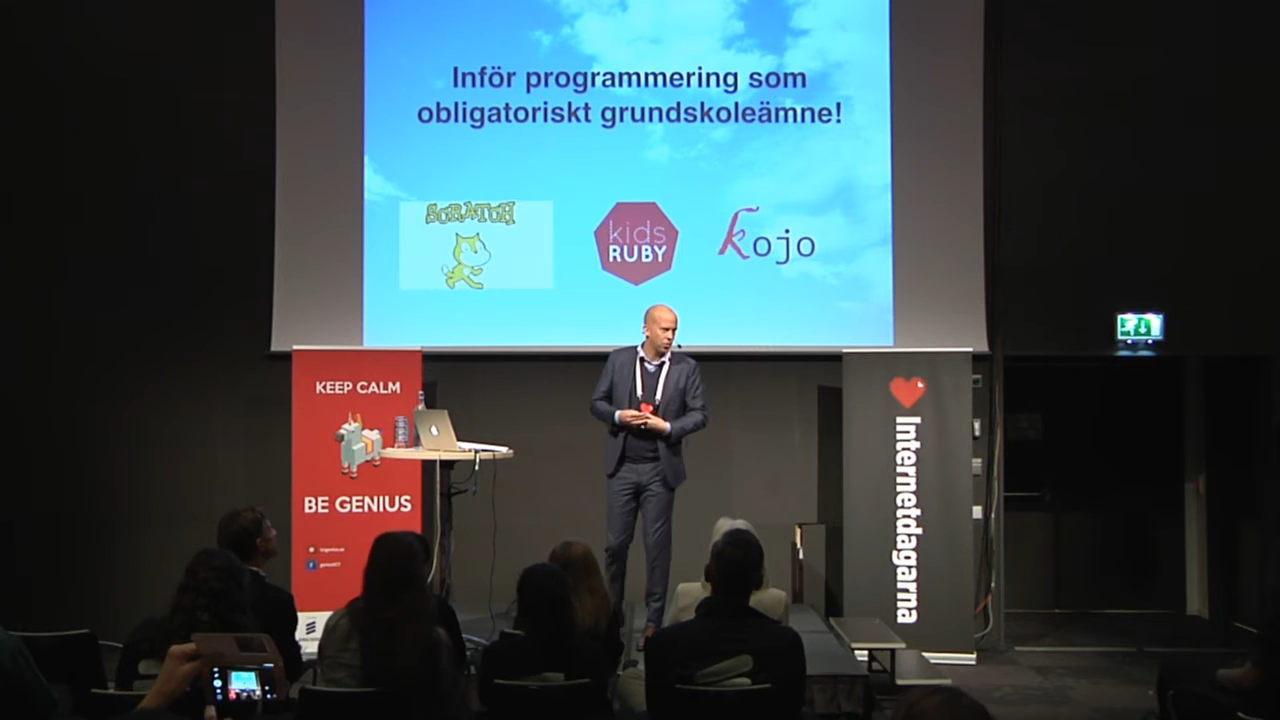 Inför programmering som
obligatoriskt grundskoleämne!
SCRATCH
kids
RUBY
Kojo
KEEP CALM
BE GENIUS
Internetdagarna